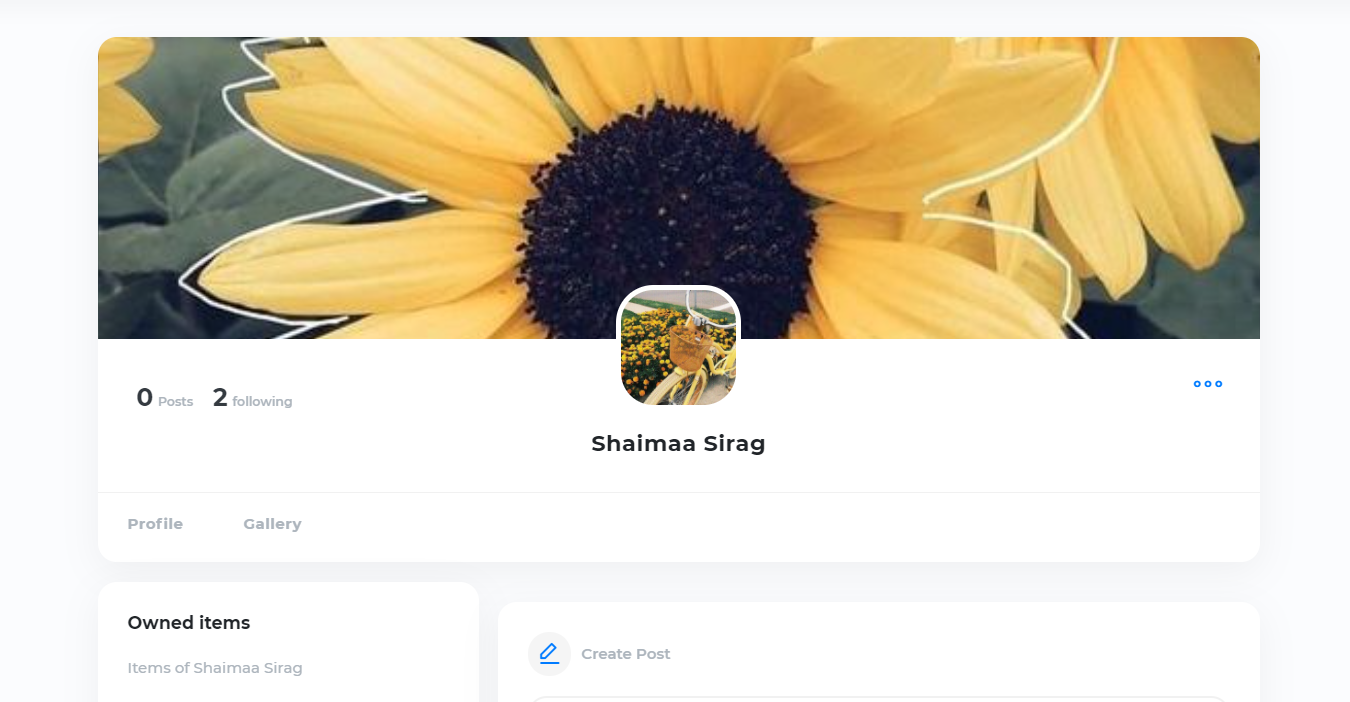 0 Posts 2 following
Shaimaa Sirag
Profile Gallery
Owned items
Items of Shaimaa Sirag
Create Post